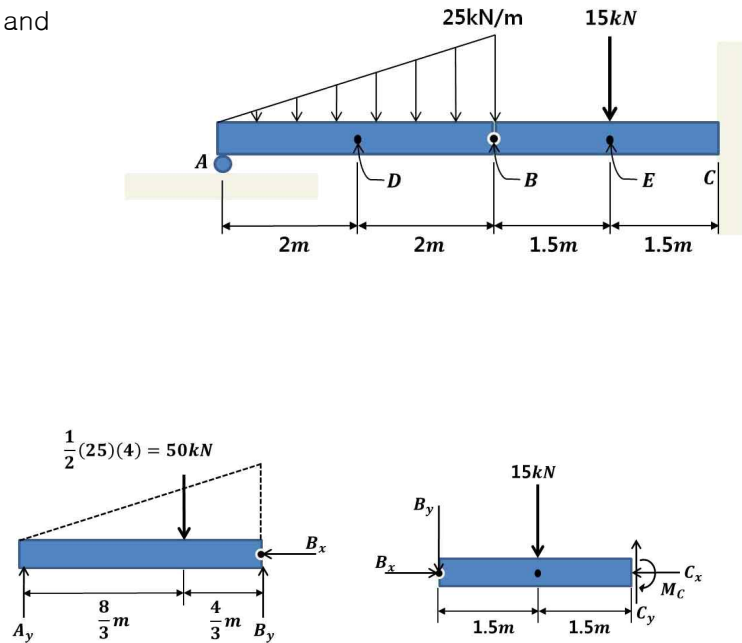 and
25kN/m 15kN
A D B E C
2m 2m 1.5m 1.5m
1/2 (25)(4) = 50kN
B_x
A_y 8/3 m 4/3 m B_y
15kN
B_y
B_x C_x
M_C
C_y
1.5m 1.5m